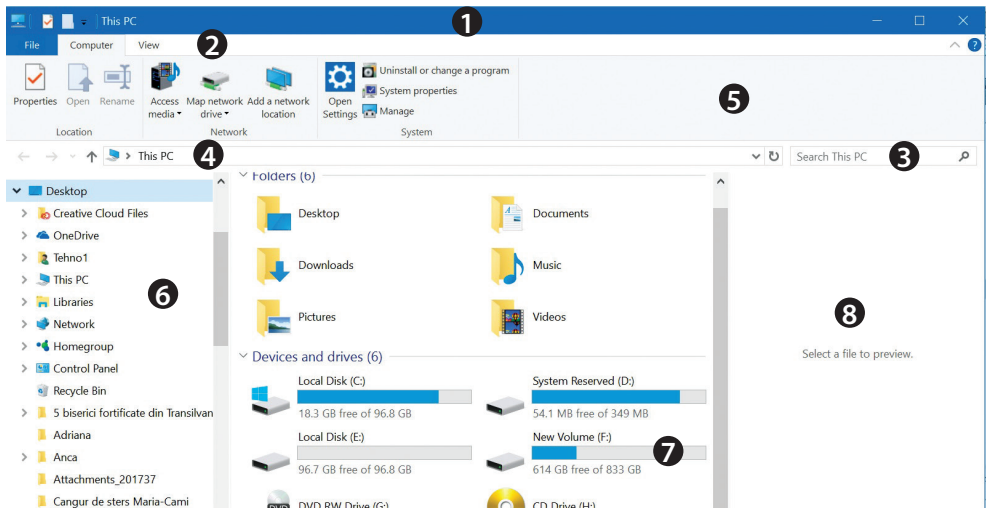 This PC
1
File Computer View
2
Properties Open Rename
Location
Access media Map network drive Add a network location
Network
Open Settings
Uninstall or change a program
System properties
Manage
System
5
This PC
4
Search This PC
3
Desktop
Creative Cloud Files
OneDrive
Tehno1
This PC
Libraries
Network
Homegroup
Control Panel
Recycle Bin
5 biserici fortificate din Transilvan
Adriana
Anca
Attachments_201737
Cangur de sters Maria-Cami
6
Folders (6)
Desktop
Documents
Downloads
Music
Pictures
Videos
Devices and drives (6)
Local Disk (C:)
18.3 GB free of 96.8 GB
System Reserved (D:)
54.1 MB free of 349 MB
Local Disk (E:)
96.7 GB free of 96.8 GB
New Volume (F:)
614 GB free of 833 GB
7
DVD
DVD RW Drive (G:)
CD Drive (H:)
8
Select a file to preview.